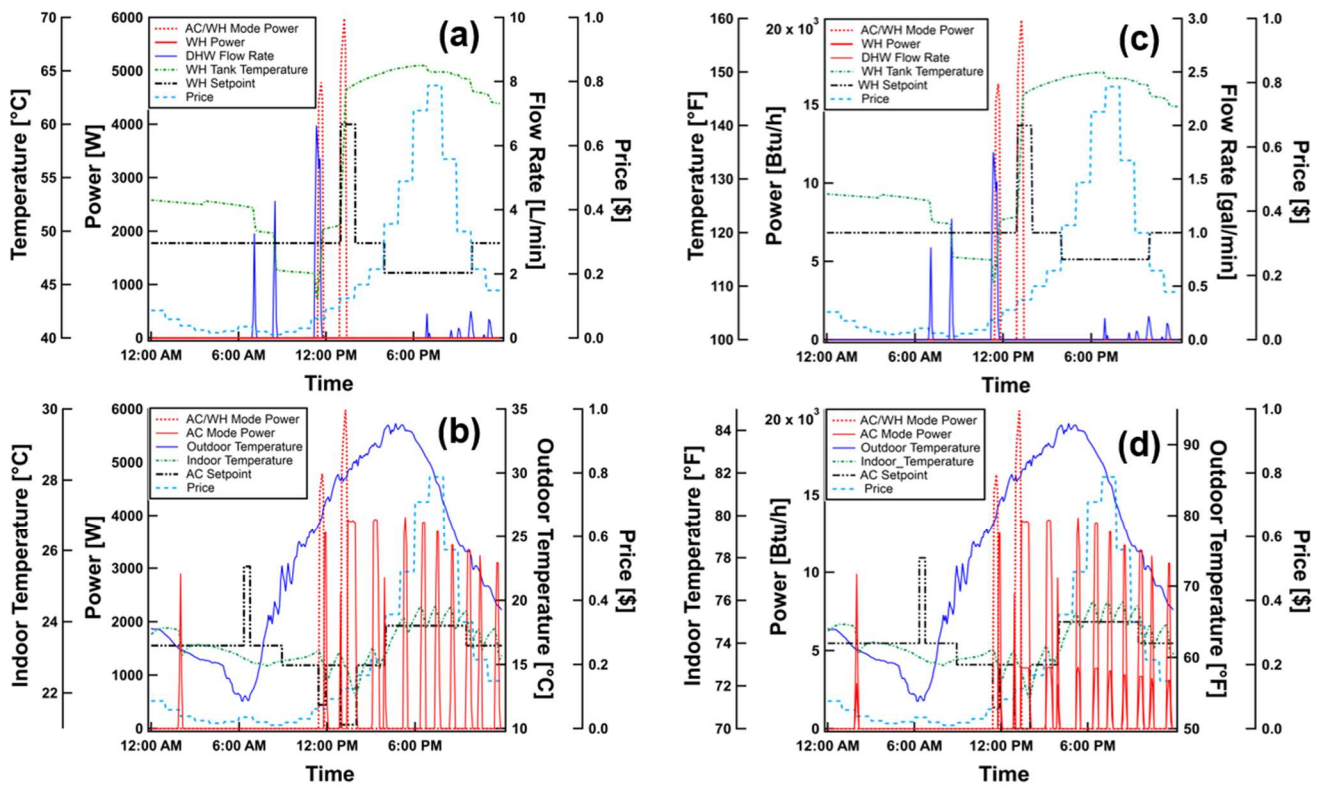 (a)
Temperature [°C]
70
65
60
55
50
45
40
Power [W]
6000
5000
4000
3000
2000
1000
0
AC/WH Mode Power
WH Power
DHW Flow Rate
WH Tank Temperature
WH Setpoint
Price
10
8
6
4
2
0
Flow Rate [L/min]
1.0
0.8
0.6
0.4
0.2
0.0
Price [$]
12:00 AM 6:00 AM 12:00 PM 6:00 PM
Time
(c)
Temperature [°F]
160
150
140
130
120
110
100
Power [Btu/h]
20 x 10³
15
10
5
0
AC/WH Mode Power
WH Power
DHW Flow Rate
WH Tank Temperature
WH Setpoint
Price
3.0
2.5
2.0
1.5
1.0
0.5
0.0
Flow Rate [gal/min]
1.0
0.8
0.6
0.4
0.2
0.0
Price [$]
12:00 AM 6:00 AM 12:00 PM 6:00 PM
Time
(b)
Indoor Temperature [°C]
30
28
26
24
22
Power [W]
6000
5000
4000
3000
2000
1000
0
AC/WH Mode Power
AC Mode Power
Outdoor Temperature
Indoor Temperature
AC Setpoint
Price
35
30
25
20
15
10
Outdoor Temperature [°C]
1.0
0.8
0.6
0.4
0.2
0.0
Price [$]
12:00 AM 6:00 AM 12:00 PM 6:00 PM
Time
(d)
Indoor Temperature [°F]
84
82
80
78
76
74
72
70
Power [Btu/h]
20 x 10³
15
10
5
0
AC/WH Mode Power
AC Mode Power
Outdoor Temperature
Indoor_Temperature
AC Setpoint
Price
90
80
70
60
50
Outdoor Temperature [°F]
1.0
0.8
0.6
0.4
0.2
0.0
Price [$]
12:00 AM 6:00 AM 12:00 PM 6:00 PM
Time